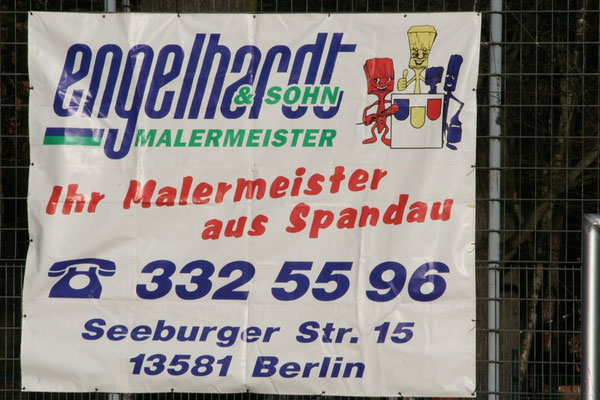 engelhardt
& SOHN
MALERMEISTER
Ihr Malermeister
aus Spandau
☎ 332 55 96
Seeburger Str. 15
13581 Berlin